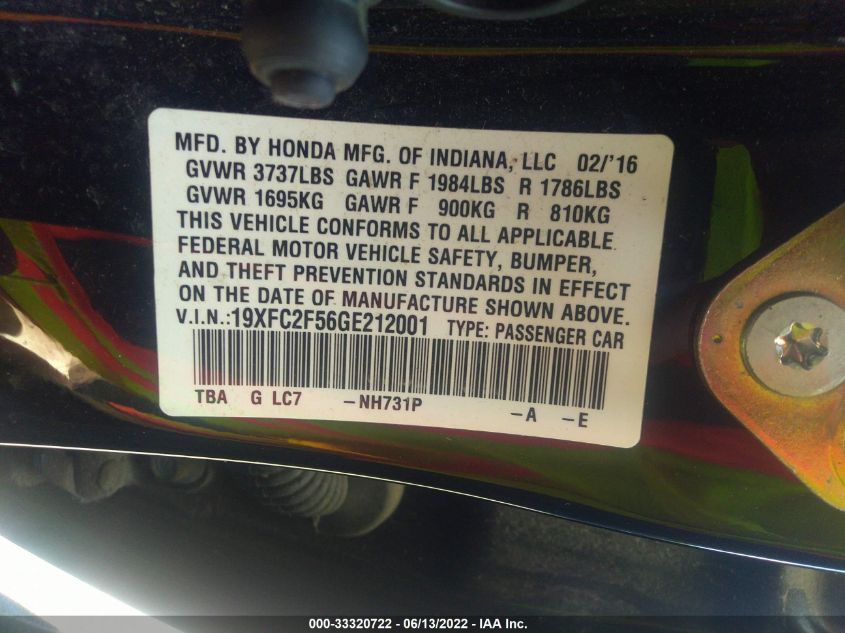 MFD. BY HONDA MFG. OF INDIANA, LLC 02/'16
GVWR 3737LBS GAWR F 1984LBS R 1786LBS
GVWR 1695KG GAWR F 900KG R 810KG
THIS VEHICLE CONFORMS TO ALL APPLICABLE
FEDERAL MOTOR VEHICLE SAFETY, BUMPER,
AND THEFT PREVENTION STANDARDS IN EFFECT
ON THE DATE OF MANUFACTURE SHOWN ABOVE.
V.I.N.:19XFC2F56GE212001 TYPE: PASSENGER CAR
TBA G LC7 -NH731P -A -E
000-33320722 - 06/13/2022 - IAA Inc.